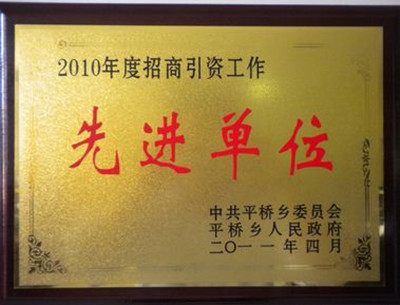 2010年度招商引资工作
先进单位
中共平桥乡委员会
平桥乡人民政府
二〇一一年四月